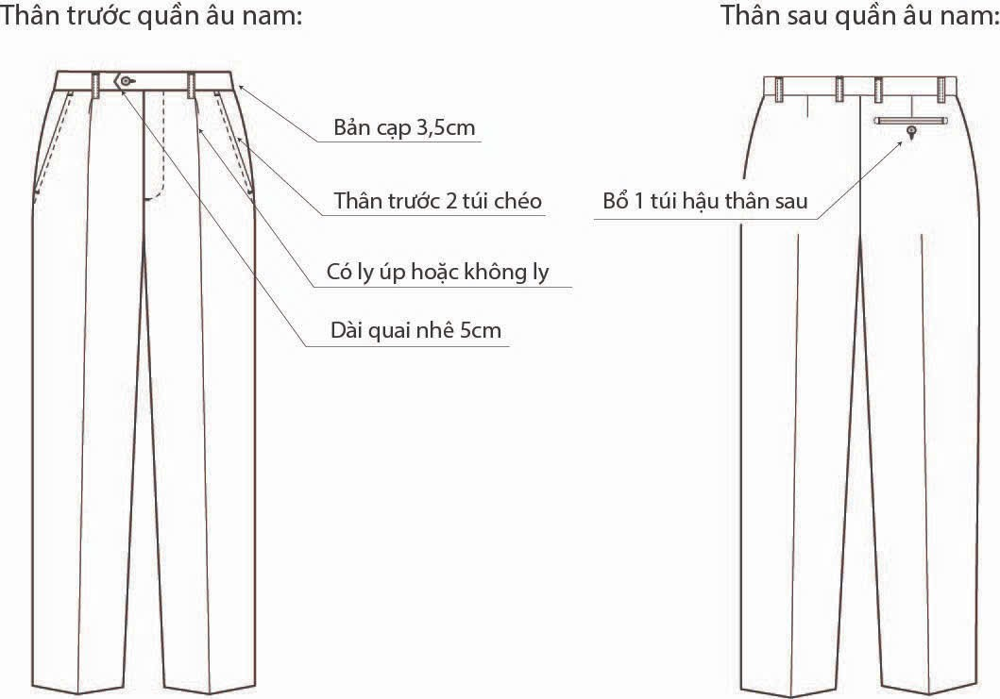 Thân trước quần âu nam:
Thân sau quần âu nam:
Bản cạp 3,5cm
Thân trước 2 túi chéo
Bổ 1 túi hậu thân sau
Có ly úp hoặc không ly
Dài quai nhê 5cm